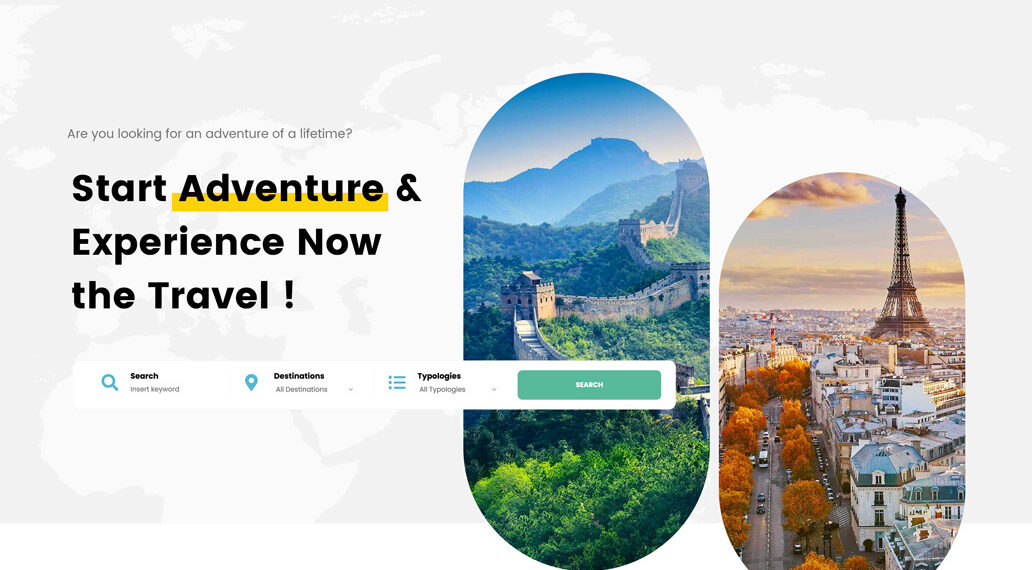 Are you looking for an adventure of a lifetime?
Start Adventure &
Experience Now
the Travel !
Search
Insert keyword
Destinations
All Destinations
Typologies
All Typologies
SEARCH